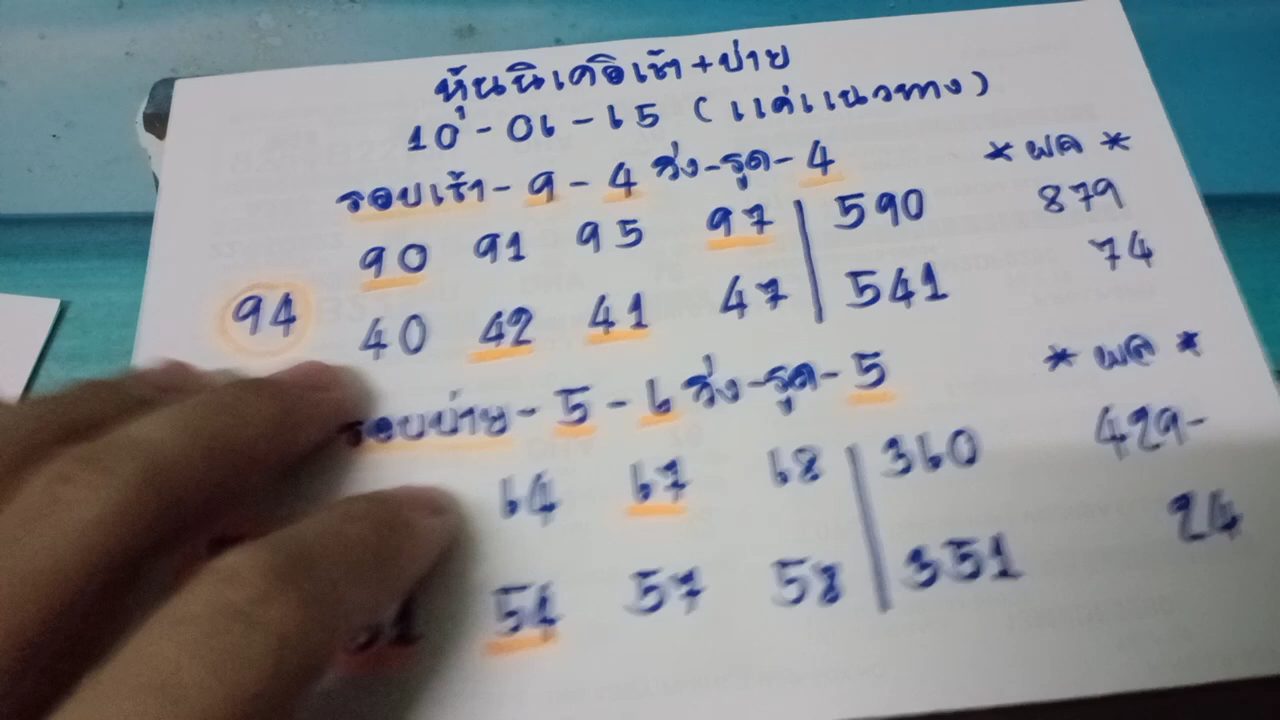 หุ้นนิเคอิเช้า+บ่าย
10-01-65 (แค่แนวทาง)
รอบเช้า-9-4 วิ่ง-รูด-4 *ผล*
90 91 95 97 | 590 879
94 40 42 41 47 | 541 74
รอบบ่าย-5-6 วิ่ง-รูด-5 *ผล*
64 67 68 | 360 429-
54 57 58 | 351 24